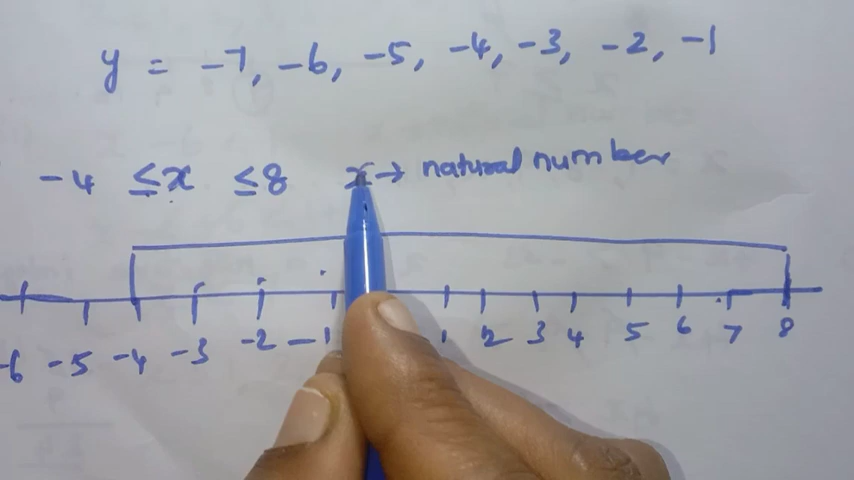 y = -7, -6, -5, -4, -3, -2, -1
-4 ≤ x ≤ 8 x → natural number
-6 -5 -4 -3 -2 -1 1 2 3 4 5 6 7 8